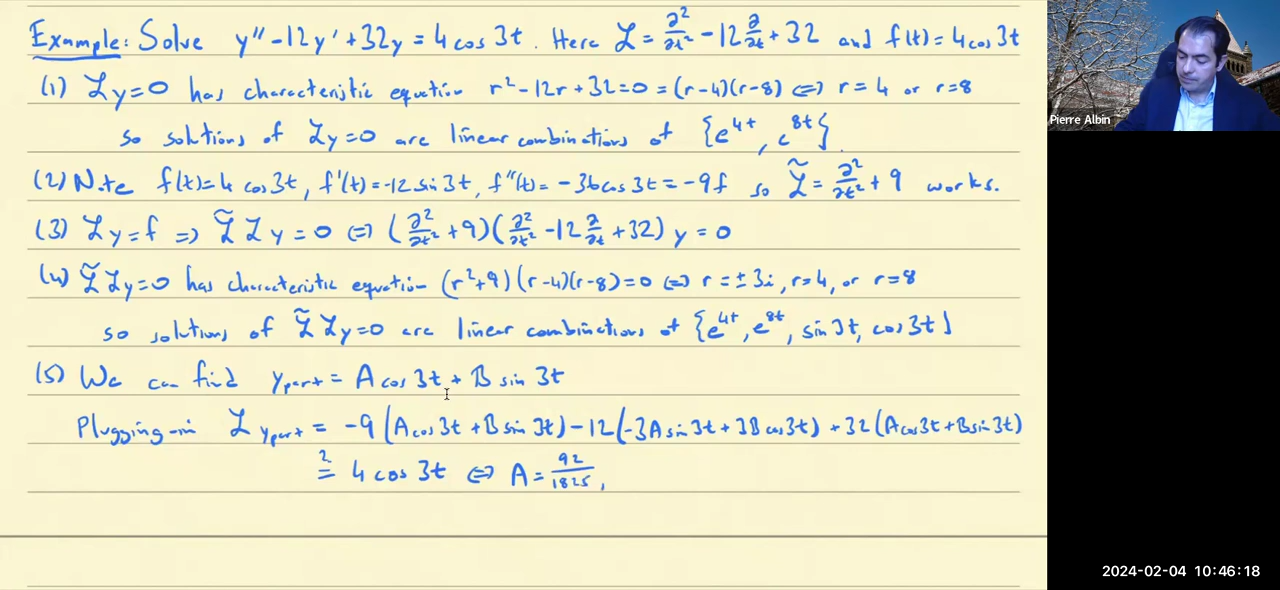 Example: Solve y″ - 12y′ + 32y = 4 cos 3t. Here ℒ = ∂²/∂t² - 12 ∂/∂t + 32 and f(t) = 4 cos 3t
(1) ℒy=0 has characteristic equation r² - 12r + 32 = 0 = (r-4)(r-8) ⟺ r = 4 or r=8
so solutions of ℒy=0 are linear combinations of {e^{4t}, e^{8t}}.
(2) Note f(t) = 4 cos 3t, f′(t) = -12 sin 3t, f″(t) = -36 cos 3t = -9f so ℒ̃ = ∂²/∂t² + 9 works.
(3) ℒy = f ⟹ ℒ̃ℒy = 0 ⟺ (∂²/∂t² + 9)(∂²/∂t² - 12 ∂/∂t + 32) y = 0
(4) ℒ̃ℒy=0 has characteristic equation (r²+9)(r-4)(r-8)=0 ⟺ r = ±3i, r=4, or r=8
so solutions of ℒ̃ℒy=0 are linear combinations of {e^{4t}, e^{8t}, sin 3t, cos 3t}
(5) We can find y_part = A cos 3t + B sin 3t
Plugging-in ℒ y_part = -9 (A cos 3t + B sin 3t) - 12 (-3A sin 3t + 3B cos 3t) + 32 (A cos 3t + B sin 3t)
≟ 4 cos 3t ⟺ A = 92/1825,
Pierre Albin
2024-02-04 10:46:18